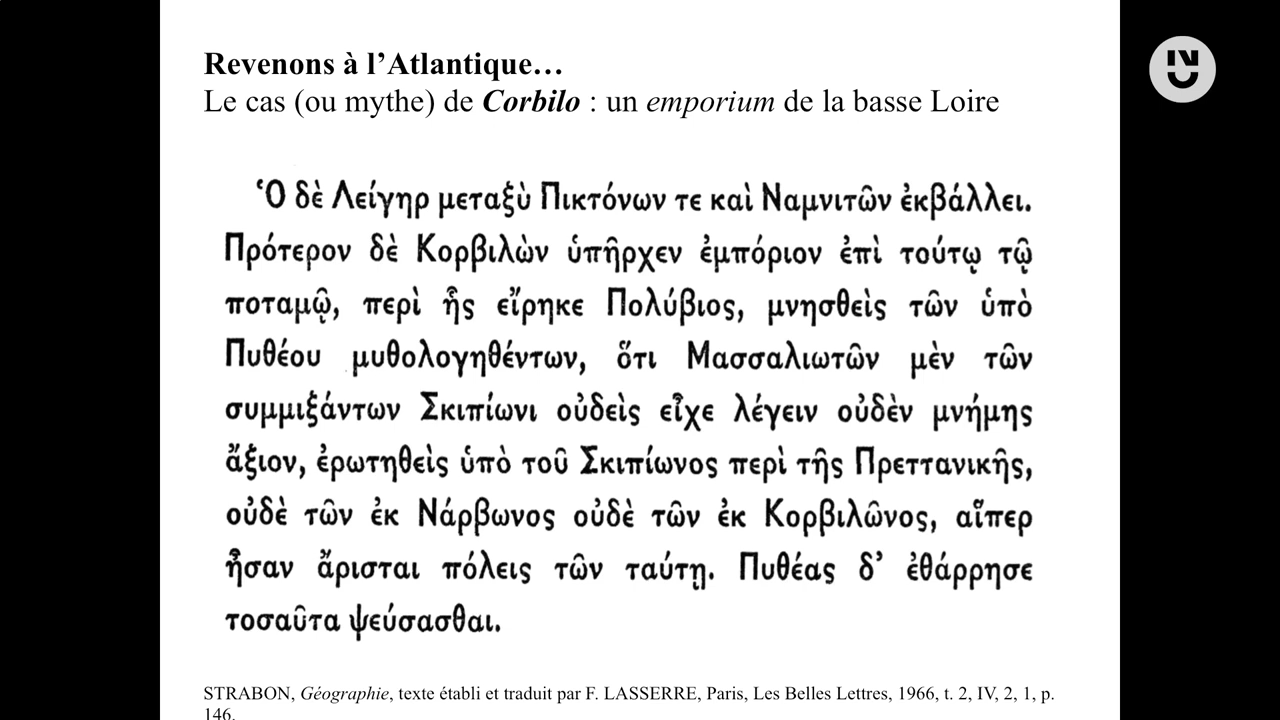 Revenons à l’Atlantique…
Le cas (ou mythe) de Corbilo : un emporium de la basse Loire
Ὁ δὲ Λείγηρ μεταξὺ Πικτόνων τε καὶ Ναμνιτῶν ἐκβάλλει.
Πρότερον δὲ Κορβιλὼν ὑπῆρχεν ἐμπόριον ἐπὶ τούτῳ τῷ
ποταμῷ, περὶ ἧς εἴρηκε Πολύβιος, μνησθεὶς τῶν ὑπὸ
Πυθέου μυθολογηθέντων, ὅτι Μασσαλιωτῶν μὲν τῶν
συμμιξάντων Σκιπίωνι οὐδεὶς εἶχε λέγειν οὐδὲν μνήμης
ἄξιον, ἐρωτηθεὶς ὑπὸ τοῦ Σκιπίωνος περὶ τῆς Πρεττανικῆς,
οὐδὲ τῶν ἐκ Νάρβωνος οὐδὲ τῶν ἐκ Κορβιλῶνος, αἵπερ
ἦσαν ἄρισται πόλεις τῶν ταύτῃ. Πυθέας δ’ ἐθάρρησε
τοσαῦτα ψεύσασθαι.
STRABON, Géographie, texte établi et traduit par F. LASSERRE, Paris, Les Belles Lettres, 1966, t. 2, IV, 2, 1, p.
146.